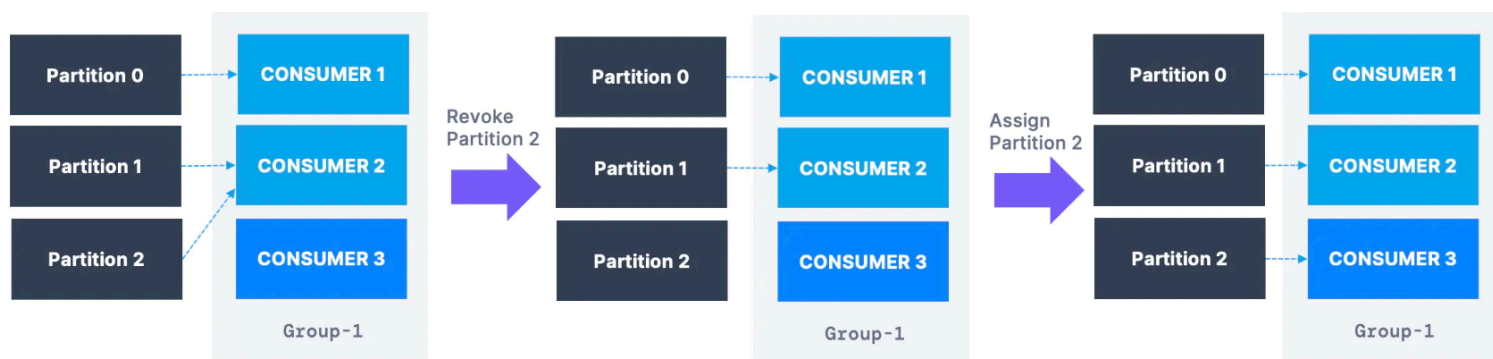 Partition 0
CONSUMER 1
Partition 1
CONSUMER 2
Partition 2
CONSUMER 3
Group-1
Revoke
Partition 2
Partition 0
CONSUMER 1
Partition 1
CONSUMER 2
Partition 2
CONSUMER 3
Group-1
Assign
Partition 2
Partition 0
CONSUMER 1
Partition 1
CONSUMER 2
Partition 2
CONSUMER 3
Group-1